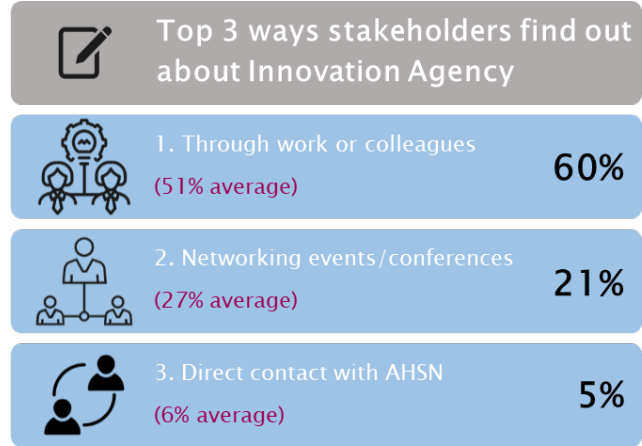 Top 3 ways stakeholders find out
about Innovation Agency
1. Through work or colleagues
(51% average)
60%
2. Networking events/conferences
(27% average)
21%
3. Direct contact with AHSN
(6% average)
5%